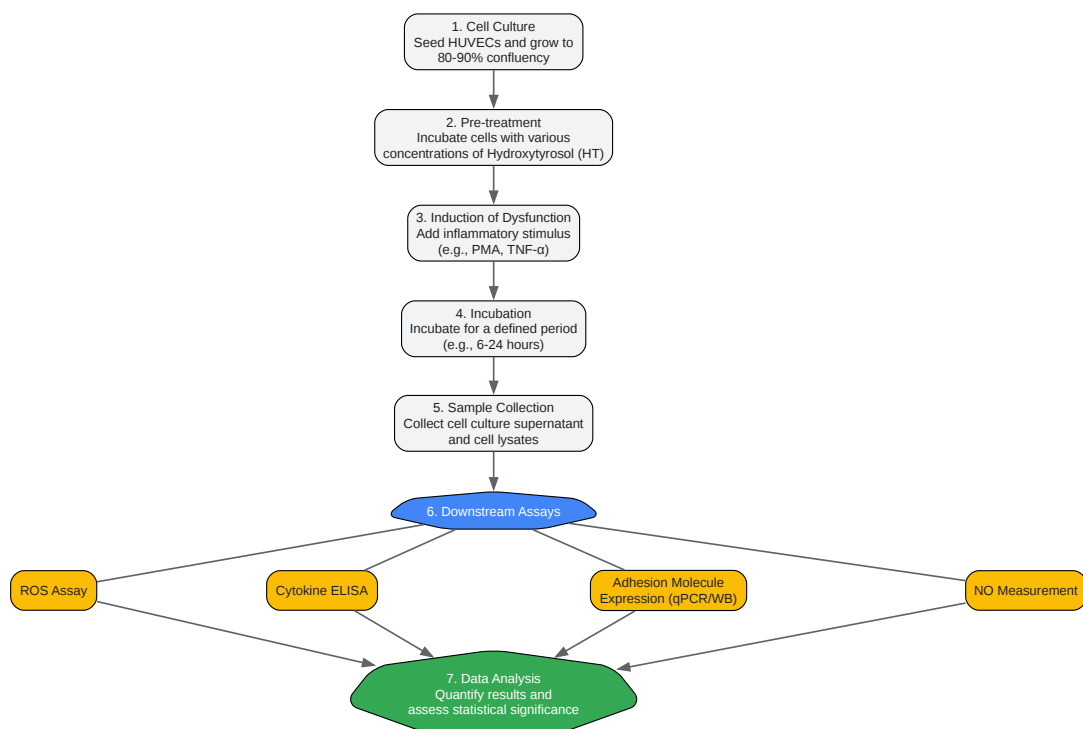 1. Cell Culture
Seed HUVECs and grow to
80-90% confluency
2. Pre-treatment
Incubate cells with various
concentrations of Hydroxytyrosol (HT)
3. Induction of Dysfunction
Add inflammatory stimulus
(e.g., PMA, TNF-α)
4. Incubation
Incubate for a defined period
(e.g., 6-24 hours)
5. Sample Collection
Collect cell culture supernatant
and cell lysates
6. Downstream Assays
ROS Assay
Cytokine ELISA
Adhesion Molecule
Expression (qPCR/WB)
NO Measurement
7. Data Analysis
Quantify results and
assess statistical significance